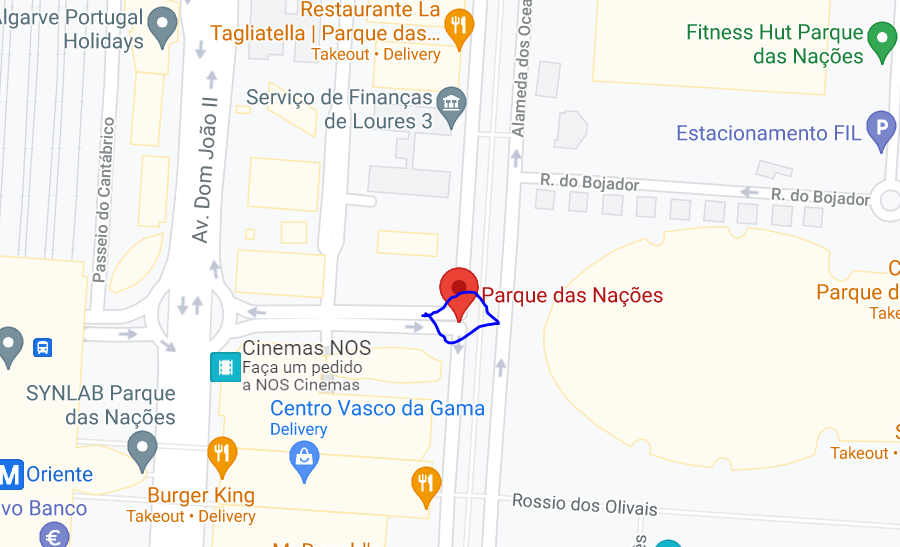 Algarve Portugal
Holidays
Restaurante La
Tagliatella | Parque das...
Takeout • Delivery
Alameda dos Ocea
Fitness Hut Parque
das Nações
Serviço de Finanças
de Loures 3
Estacionamento FIL
P
Passeio do Cantábrico
Av. Dom João II
R. do Bojador
R. do Bojador
Parque das Nações
C
Parque d
Take
Cinemas NOS
Faça um pedido
a NOS Cinemas
SYNLAB Parque
das Nações
Centro Vasco da Gama
Delivery
S
Takeout •
M Oriente
Burger King
Takeout • Delivery
Rossio dos Olivais
vo Banco
€